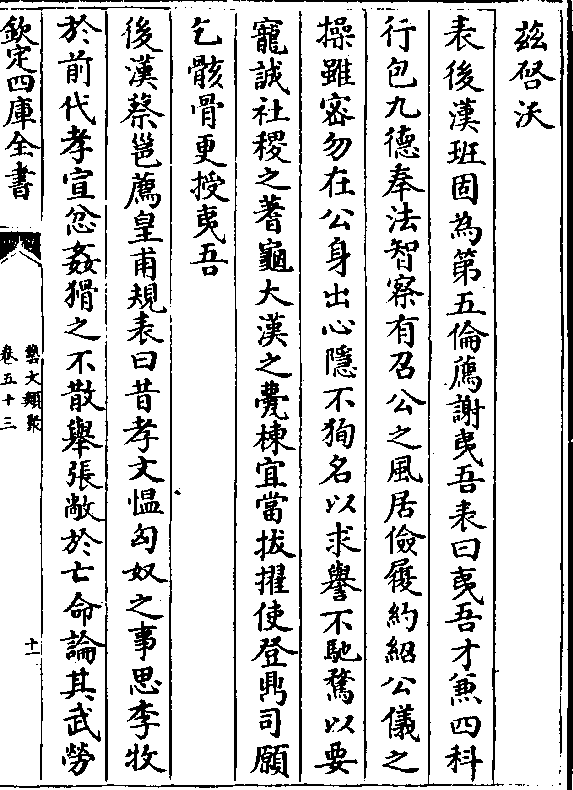 茲啓沃
表後漢班固為第五倫薦謝夷吾表曰夷吾才兼四科
行包九德奉法智察有召公之風居儉履約紹公儀之
操雖密勿在公身出心隱不狥名以求譽不馳騖以要
寵誠社稷之蓍龜大漢之甍棟宜當拔擢使登鼎司願
乞骸骨更授夷吾
後漢蔡邕薦皇甫規表曰昔孝文愠匈奴之事思李牧
於前代孝宣忿姦猾之不散舉張敞於亡命論其武勞
欽定四庫全書
藝文類聚
卷五十三
十一